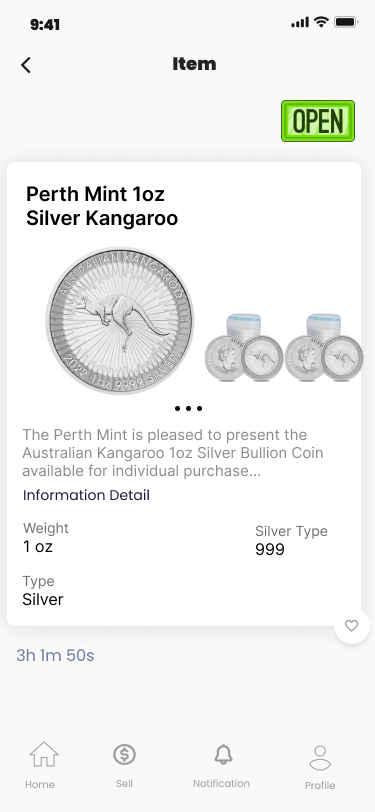 9:41
Item
OPEN
Perth Mint 1oz
Silver Kangaroo
AUSTRALIAN KANGAROO
2022 1oz 9999 SILVER
The Perth Mint is pleased to present the
Australian Kangaroo 1oz Silver Bullion Coin
available for individual purchase...
Information Detail
Weight
1 oz
Silver Type
999
Type
Silver
3h 1m 50s
Home
Sell
Notification
Profile